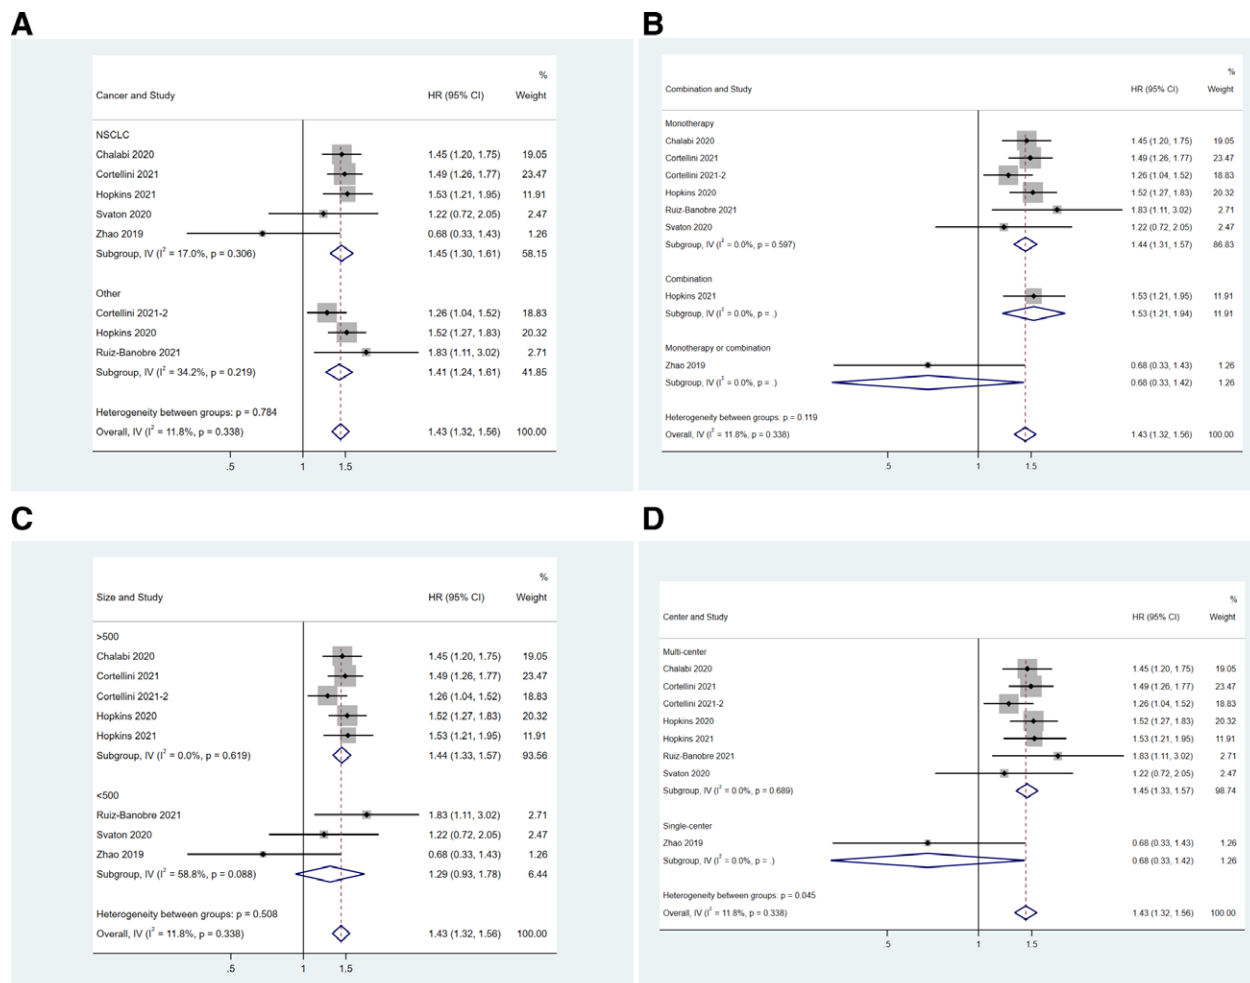 A
%
Cancer and Study HR (95% CI) Weight
NSCLC
Chalabi 2020 1.45 (1.20, 1.75) 19.05
Cortellini 2021 1.49 (1.26, 1.77) 23.47
Hopkins 2021 1.53 (1.21, 1.95) 11.91
Svaton 2020 1.22 (0.72, 2.05) 2.47
Zhao 2019 0.68 (0.33, 1.43) 1.26
Subgroup, IV (I² = 17.0%, p = 0.306) 1.45 (1.30, 1.61) 58.15
Other
Cortellini 2021-2 1.26 (1.04, 1.52) 18.83
Hopkins 2020 1.52 (1.27, 1.83) 20.32
Ruiz-Banobre 2021 1.83 (1.11, 3.02) 2.71
Subgroup, IV (I² = 34.2%, p = 0.219) 1.41 (1.24, 1.61) 41.85
Heterogeneity between groups: p = 0.784
Overall, IV (I² = 11.8%, p = 0.338) 1.43 (1.32, 1.56) 100.00
.5 1 1.5
B
%
Combination and Study HR (95% CI) Weight
Monotherapy
Chalabi 2020 1.45 (1.20, 1.75) 19.05
Cortellini 2021 1.49 (1.26, 1.77) 23.47
Cortellini 2021-2 1.26 (1.04, 1.52) 18.83
Hopkins 2020 1.52 (1.27, 1.83) 20.32
Ruiz-Banobre 2021 1.83 (1.11, 3.02) 2.71
Svaton 2020 1.22 (0.72, 2.05) 2.47
Subgroup, IV (I² = 0.0%, p = 0.597) 1.44 (1.31, 1.57) 86.83
Combination
Hopkins 2021 1.53 (1.21, 1.95) 11.91
Subgroup, IV (I² = 0.0%, p = .) 1.53 (1.21, 1.94) 11.91
Monotherapy or combination
Zhao 2019 0.68 (0.33, 1.43) 1.26
Subgroup, IV (I² = 0.0%, p = .) 0.68 (0.33, 1.42) 1.26
Heterogeneity between groups: p = 0.119
Overall, IV (I² = 11.8%, p = 0.338) 1.43 (1.32, 1.56) 100.00
.5 1 1.5
C
%
Size and Study HR (95% CI) Weight
>500
Chalabi 2020 1.45 (1.20, 1.75) 19.05
Cortellini 2021 1.49 (1.26, 1.77) 23.47
Cortellini 2021-2 1.26 (1.04, 1.52) 18.83
Hopkins 2020 1.52 (1.27, 1.83) 20.32
Hopkins 2021 1.53 (1.21, 1.95) 11.91
Subgroup, IV (I² = 0.0%, p = 0.619) 1.44 (1.33, 1.57) 93.56
<500
Ruiz-Banobre 2021 1.83 (1.11, 3.02) 2.71
Svaton 2020 1.22 (0.72, 2.05) 2.47
Zhao 2019 0.68 (0.33, 1.43) 1.26
Subgroup, IV (I² = 58.8%, p = 0.088) 1.29 (0.93, 1.78) 6.44
Heterogeneity between groups: p = 0.508
Overall, IV (I² = 11.8%, p = 0.338) 1.43 (1.32, 1.56) 100.00
.5 1 1.5
D
%
Center and Study HR (95% CI) Weight
Multi-center
Chalabi 2020 1.45 (1.20, 1.75) 19.05
Cortellini 2021 1.49 (1.26, 1.77) 23.47
Cortellini 2021-2 1.26 (1.04, 1.52) 18.83
Hopkins 2020 1.52 (1.27, 1.83) 20.32
Hopkins 2021 1.53 (1.21, 1.95) 11.91
Ruiz-Banobre 2021 1.83 (1.11, 3.02) 2.71
Svaton 2020 1.22 (0.72, 2.05) 2.47
Subgroup, IV (I² = 0.0%, p = 0.689) 1.45 (1.33, 1.57) 98.74
Single-center
Zhao 2019 0.68 (0.33, 1.43) 1.26
Subgroup, IV (I² = 0.0%, p = .) 0.68 (0.33, 1.42) 1.26
Heterogeneity between groups: p = 0.045
Overall, IV (I² = 11.8%, p = 0.338) 1.43 (1.32, 1.56) 100.00
.5 1 1.5